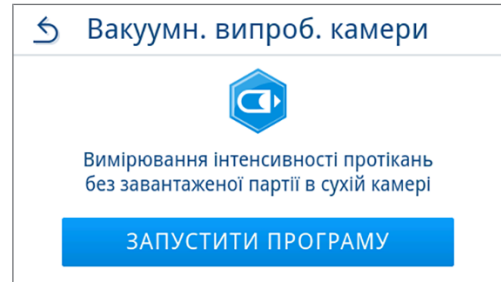 Вакуумн. випроб. камери
Вимірювання інтенсивності протікань
без завантаженої партії в сухій камері
ЗАПУСТИТИ ПРОГРАМУ